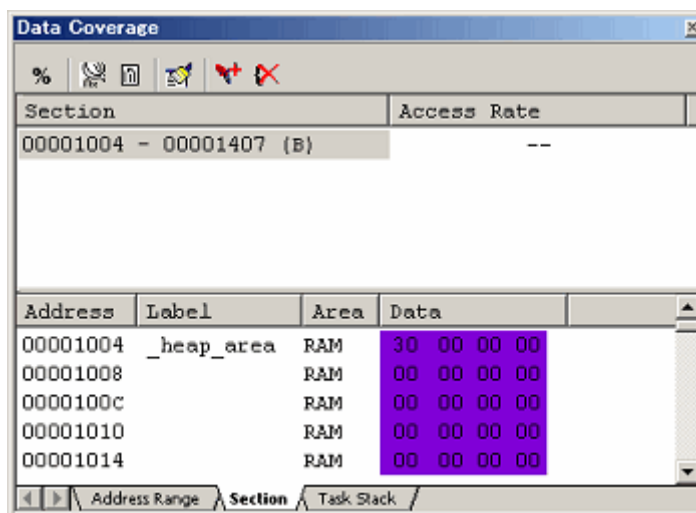 Data Coverage
%
Section Access Rate
00001004 - 00001407 (B) --
Address Label Area Data
00001004 _heap_area RAM 30 00 00 00
00001008 RAM 00 00 00 00
0000100C RAM 00 00 00 00
00001010 RAM 00 00 00 00
00001014 RAM 00 00 00 00
Address Range Section Task Stack